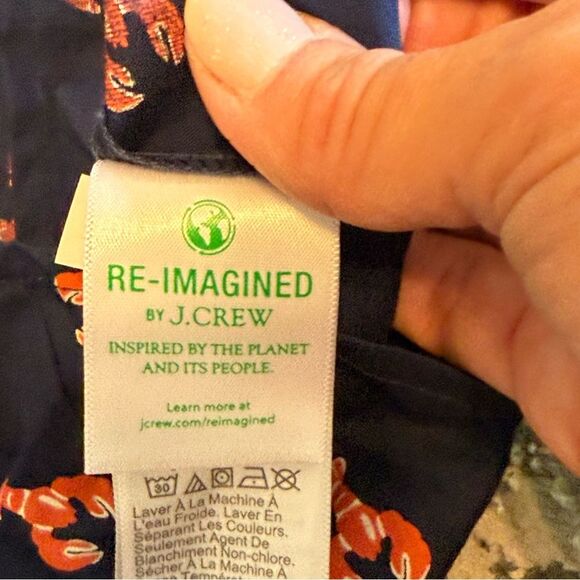 RE-IMAGINED
BY J.CREW
INSPIRED BY THE PLANET
AND ITS PEOPLE.
Learn more at
jcrew.com/reimagined
30
Laver À La Machine À
L'eau Froide. Laver En
Séparant Les Couleurs.
Seulement Agent De
Blanchiment Non-chlore.
Sécher À La Machine À